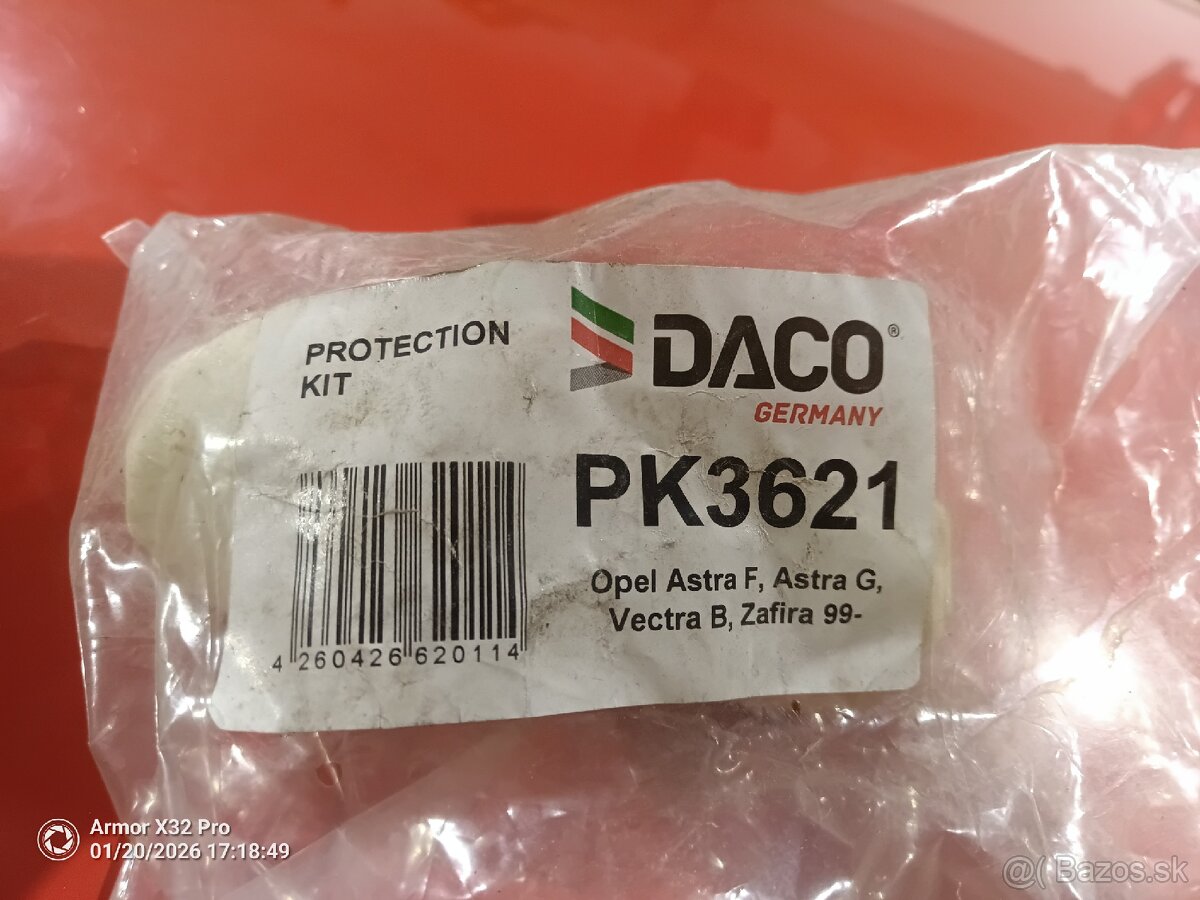 PROTECTION
KIT
DACO®
GERMANY
PK3621
Opel Astra F, Astra G,
Vectra B, Zafira 99-
4 260426 620114
Armor X32 Pro
01/20/2026 17:18:49
@( Bazos.sk